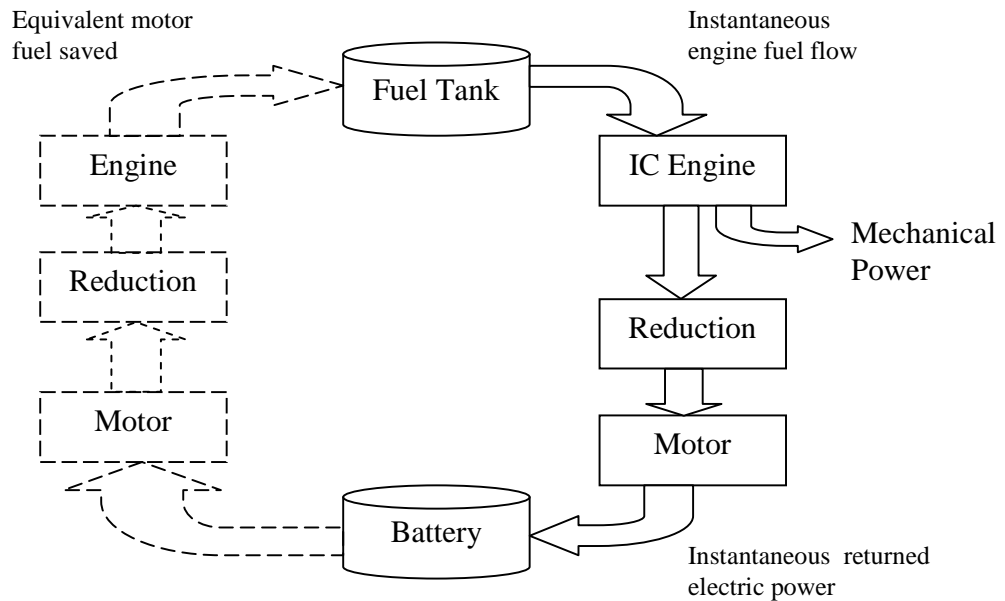 Equivalent motor
fuel saved
Fuel Tank
Instantaneous
engine fuel flow
Engine
IC Engine
Mechanical
Power
Reduction
Reduction
Motor
Motor
Battery
Instantaneous returned
electric power